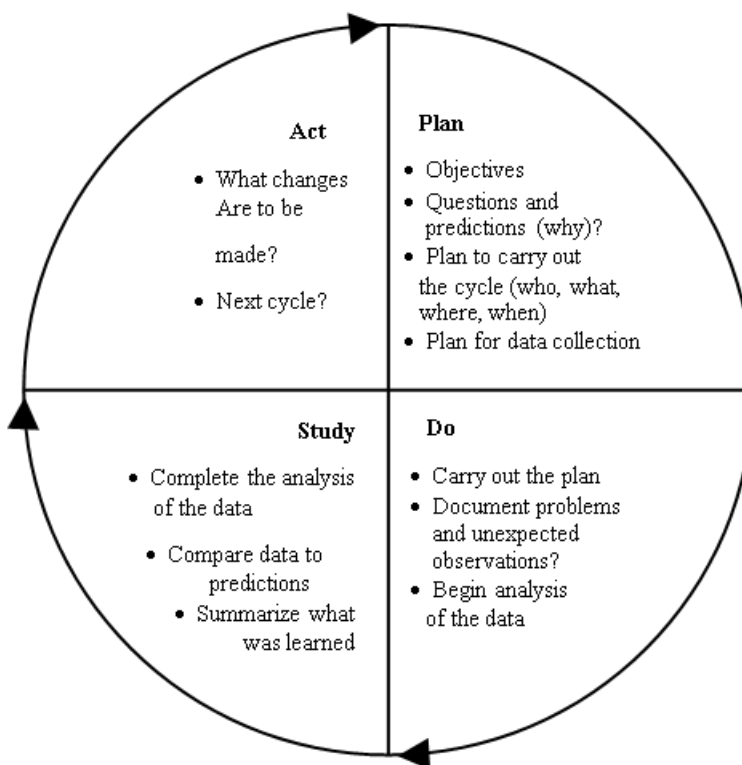 Act
• What changes
Are to be
made?
• Next cycle?
Plan
• Objectives
• Questions and
predictions (why)?
• Plan to carry out
the cycle (who, what,
where, when)
• Plan for data collection
Study
• Complete the analysis
of the data
• Compare data to
predictions
• Summarize what
was learned
Do
• Carry out the plan
• Document problems
and unexpected
observations?
• Begin analysis
of the data